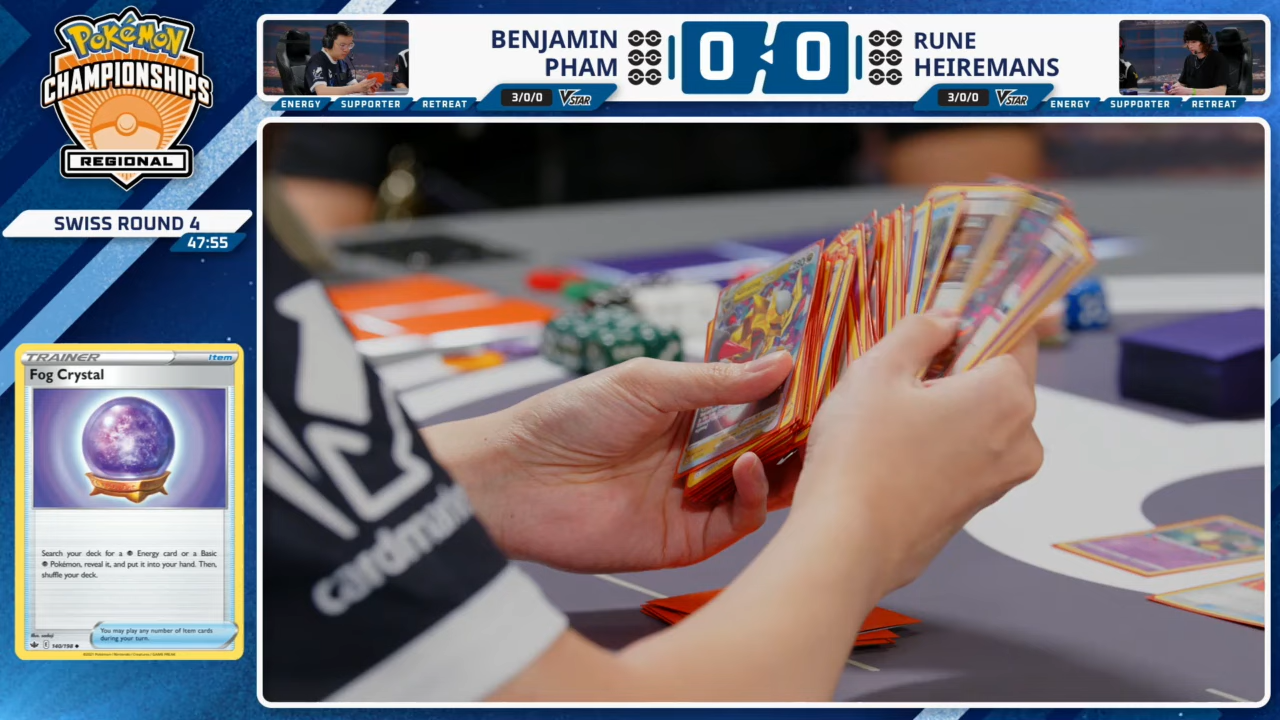 POKÉMON
CHAMPIONSHIPS
REGIONAL
SWISS ROUND 4
47:55
BENJAMIN
PHAM
0 0
RUNE
HEIREMANS
ENERGY SUPPORTER RETREAT
3/0/0 VSTAR
3/0/0 VSTAR
ENERGY SUPPORTER RETREAT
TRAINER Item
Fog Crystal
Search your deck for a Energy card or a Basic
Pokémon, reveal it, and put it into your hand. Then,
shuffle your deck.
You may play any number of Item cards
during your turn.
140/198
cardmark